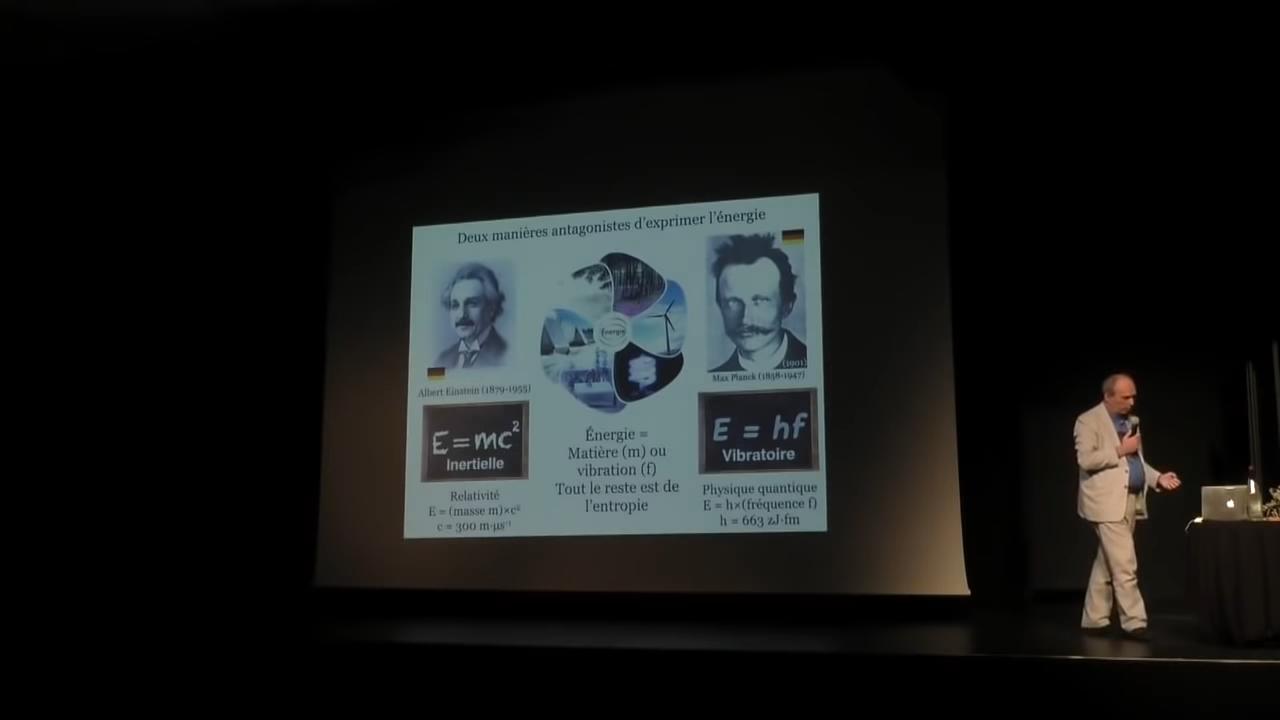 Deux manières antagonistes d'exprimer l'énergie
Albert Einstein (1879-1955)
E=mc²
Inertielle
Relativité
E = (masse m)×c²
c = 300 m·µs⁻¹
Énergie
Énergie =
Matière (m) ou
vibration (f)
Tout le reste est de
l'entropie
(1901)
Max Planck (1858-1947)
E = hf
Vibratoire
Physique quantique
E = h×(fréquence f)
h = 663 zJ·fm